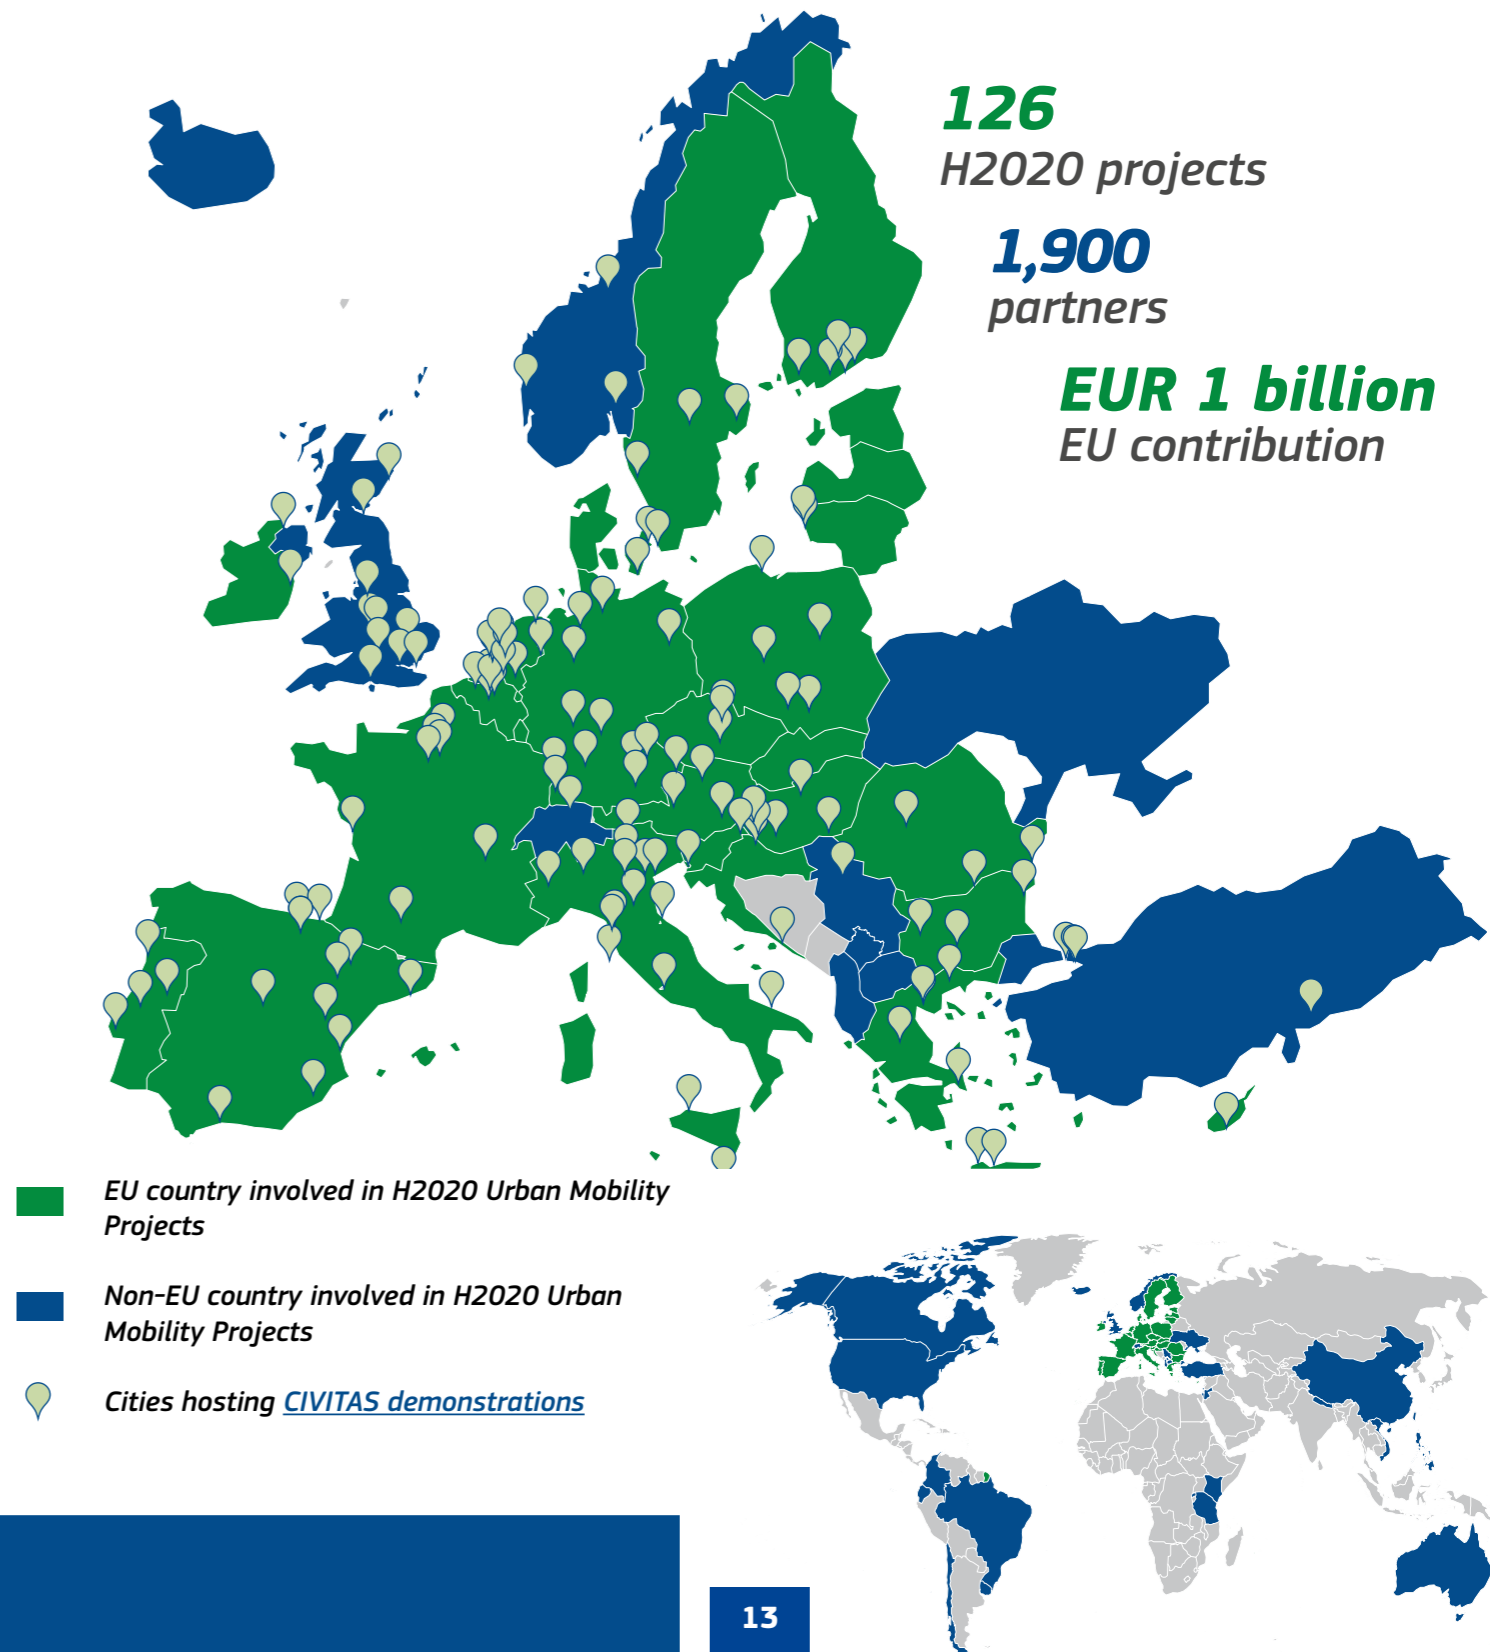 126
H2020 projects
1,900
partners
EUR 1 billion
EU contribution
EU country involved in H2020 Urban Mobility
Projects
Non-EU country involved in H2020 Urban
Mobility Projects
Cities hosting CIVITAS demonstrations
13